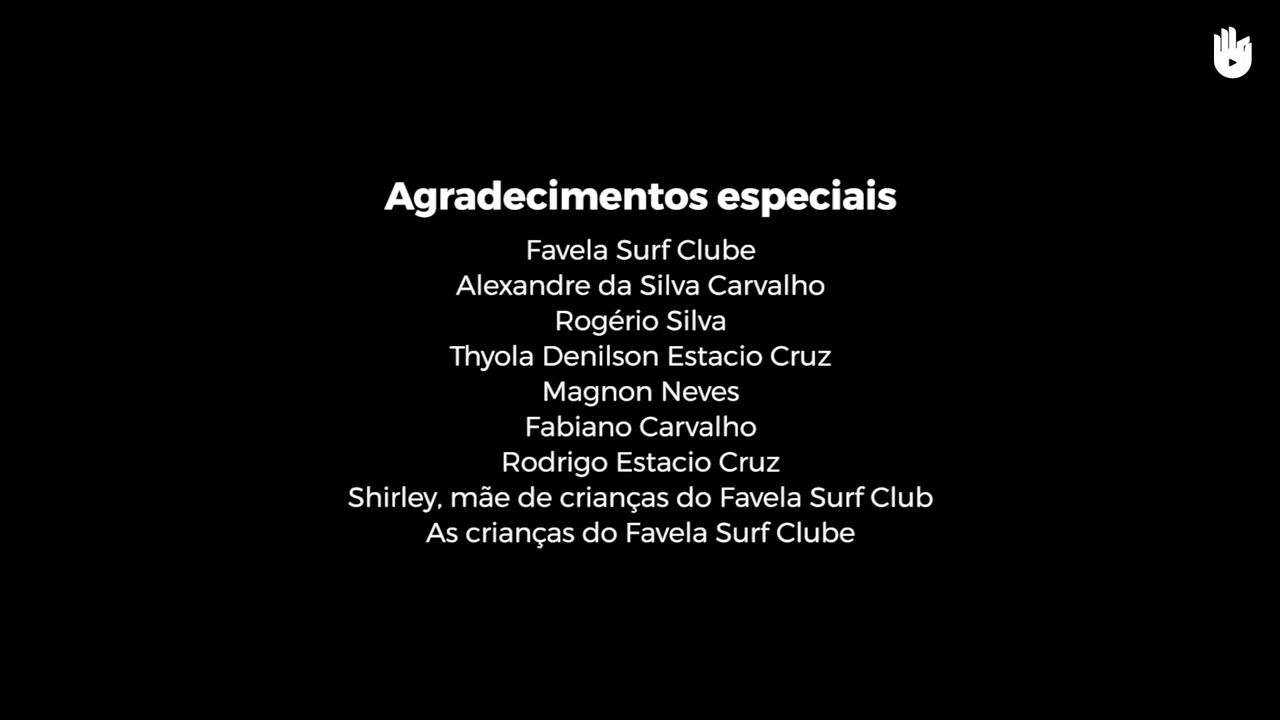 Agradecimentos especiais
Favela Surf Clube
Alexandre da Silva Carvalho
Rogério Silva
Thyola Denilson Estacio Cruz
Magnon Neves
Fabiano Carvalho
Rodrigo Estacio Cruz
Shirley, mãe de crianças do Favela Surf Club
As crianças do Favela Surf Clube